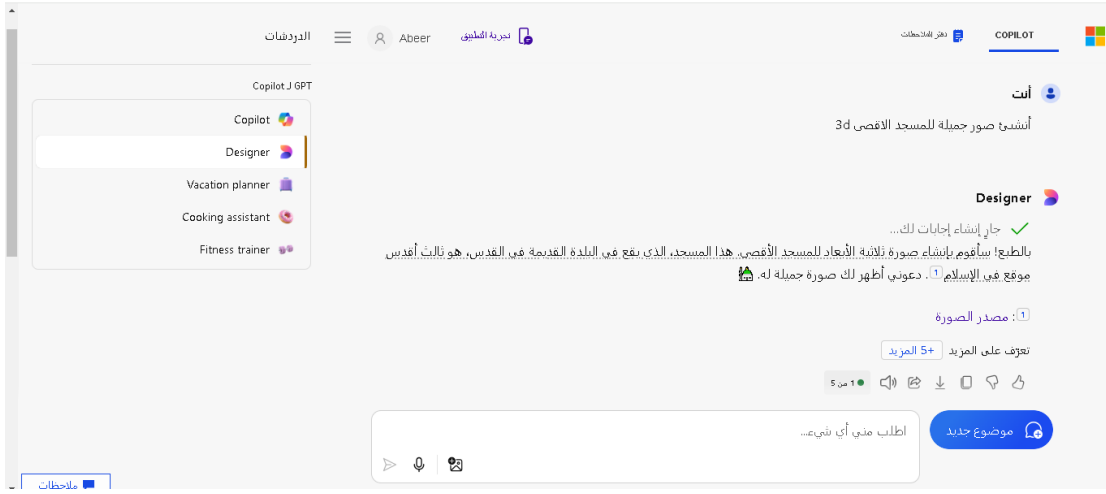 COPILOT
دفتر الملاحظات
تجربة التطبيق
Abeer
الدردشات
أنت
أنشئ صور جميلة للمسجد الاقصى 3d
Designer
جارٍ إنشاء إجابات لك...
بالطبع! سأقوم بإنشاء صورة ثلاثية الأبعاد للمسجد الأقصى. هذا المسجد، الذي يقع في البلدة القديمة في القدس، هو ثالث أقدس
موقع في الإسلام1. دعوني أظهر لك صورة جميلة له. 🕌
1: مصدر الصورة
تعرّف على المزيد +5 المزيد
1 من 5
موضوع جديد
اطلب مني أي شيء...
Copilot لـ GPT
Copilot
Designer
Vacation planner
Cooking assistant
Fitness trainer
ملاحظات